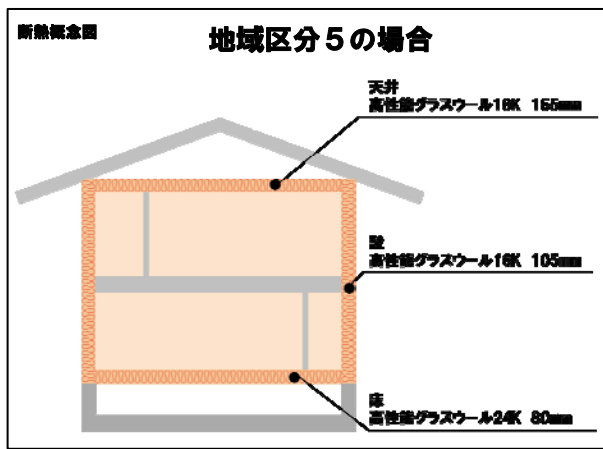 断熱概念図
地域区分5の場合
天井
高性能グラスウール16K 155mm
壁
高性能グラスウール16K 105mm
床
高性能グラスウール24K 80mm